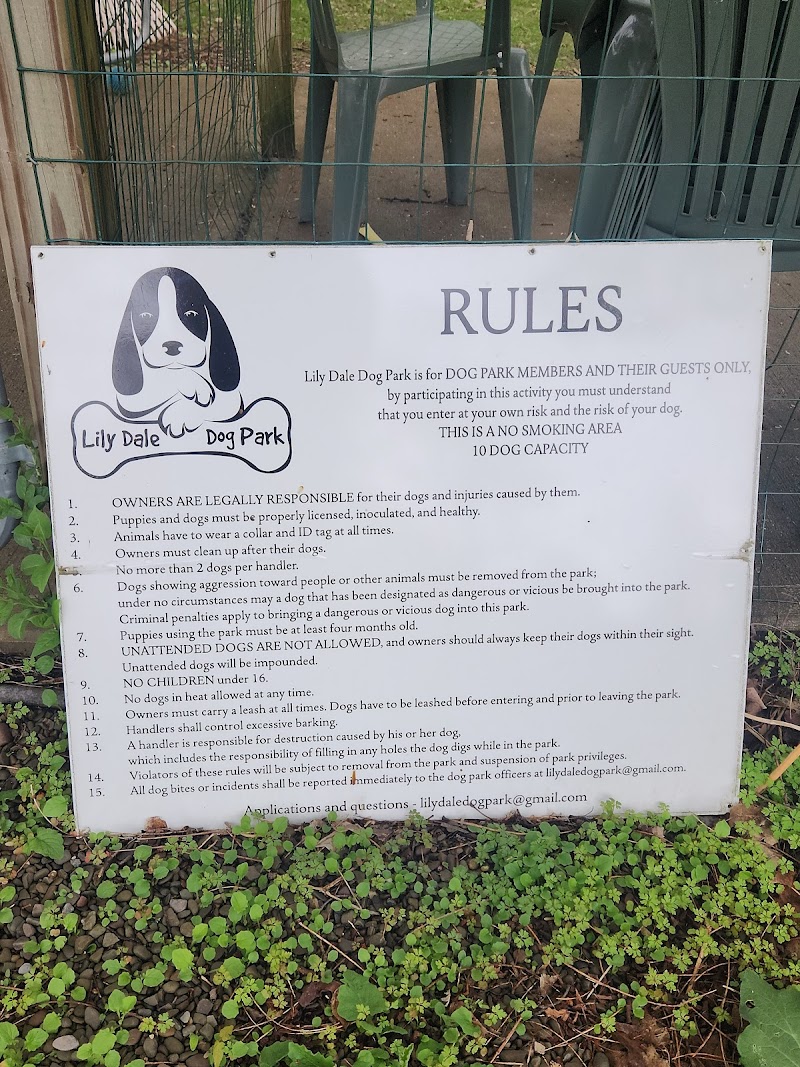 Lily Dale Dog Park
RULES
Lily Dale Dog Park is for DOG PARK MEMBERS AND THEIR GUESTS ONLY,
by participating in this activity you must understand
that you enter at your own risk and the risk of your dog.
THIS IS A NO SMOKING AREA
10 DOG CAPACITY
1. OWNERS ARE LEGALLY RESPONSIBLE for their dogs and injuries caused by them.
2. Puppies and dogs must be properly licensed, inoculated, and healthy.
3. Animals have to wear a collar and ID tag at all times.
4. Owners must clean up after their dogs.
No more than 2 dogs per handler.
6. Dogs showing aggression toward people or other animals must be removed from the park;
under no circumstances may a dog that has been designated as dangerous or vicious be brought into the park.
Criminal penalties apply to bringing a dangerous or vicious dog into this park.
7. Puppies using the park must be at least four months old.
8. UNATTENDED DOGS ARE NOT ALLOWED, and owners should always keep their dogs within their sight.
Unattended dogs will be impounded.
9. NO CHILDREN under 16.
10. No dogs in heat allowed at any time.
11. Owners must carry a leash at all times. Dogs have to be leashed before entering and prior to leaving the park.
12. Handlers shall control excessive barking.
13. A handler is responsible for destruction caused by his or her dog,
which includes the responsibility of filling in any holes the dog digs while in the park.
14. Violators of these rules will be subject to removal from the park and suspension of park privileges.
15. All dog bites or incidents shall be reported immediately to the dog park officers at lilydaledogpark@gmail.com.
Applications and questions - lilydaledogpark@gmail.com